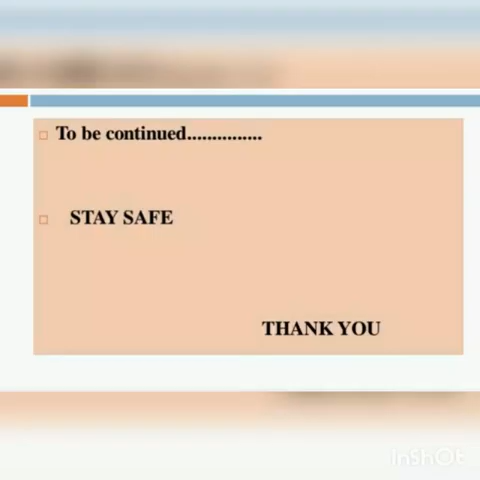 To be continued...............
STAY SAFE
THANK YOU
InShOt